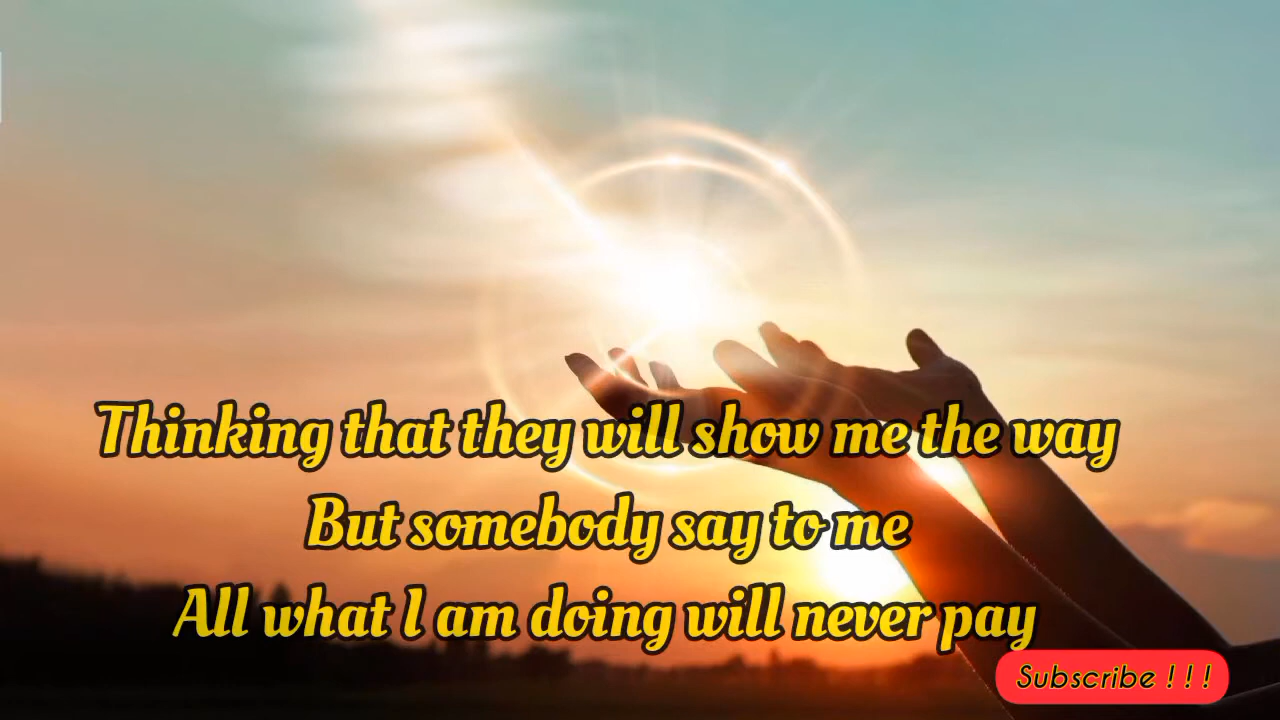 Thinking that they will show me the way
But somebody say to me
All what I am doing will never pay
Subscribe ! ! !